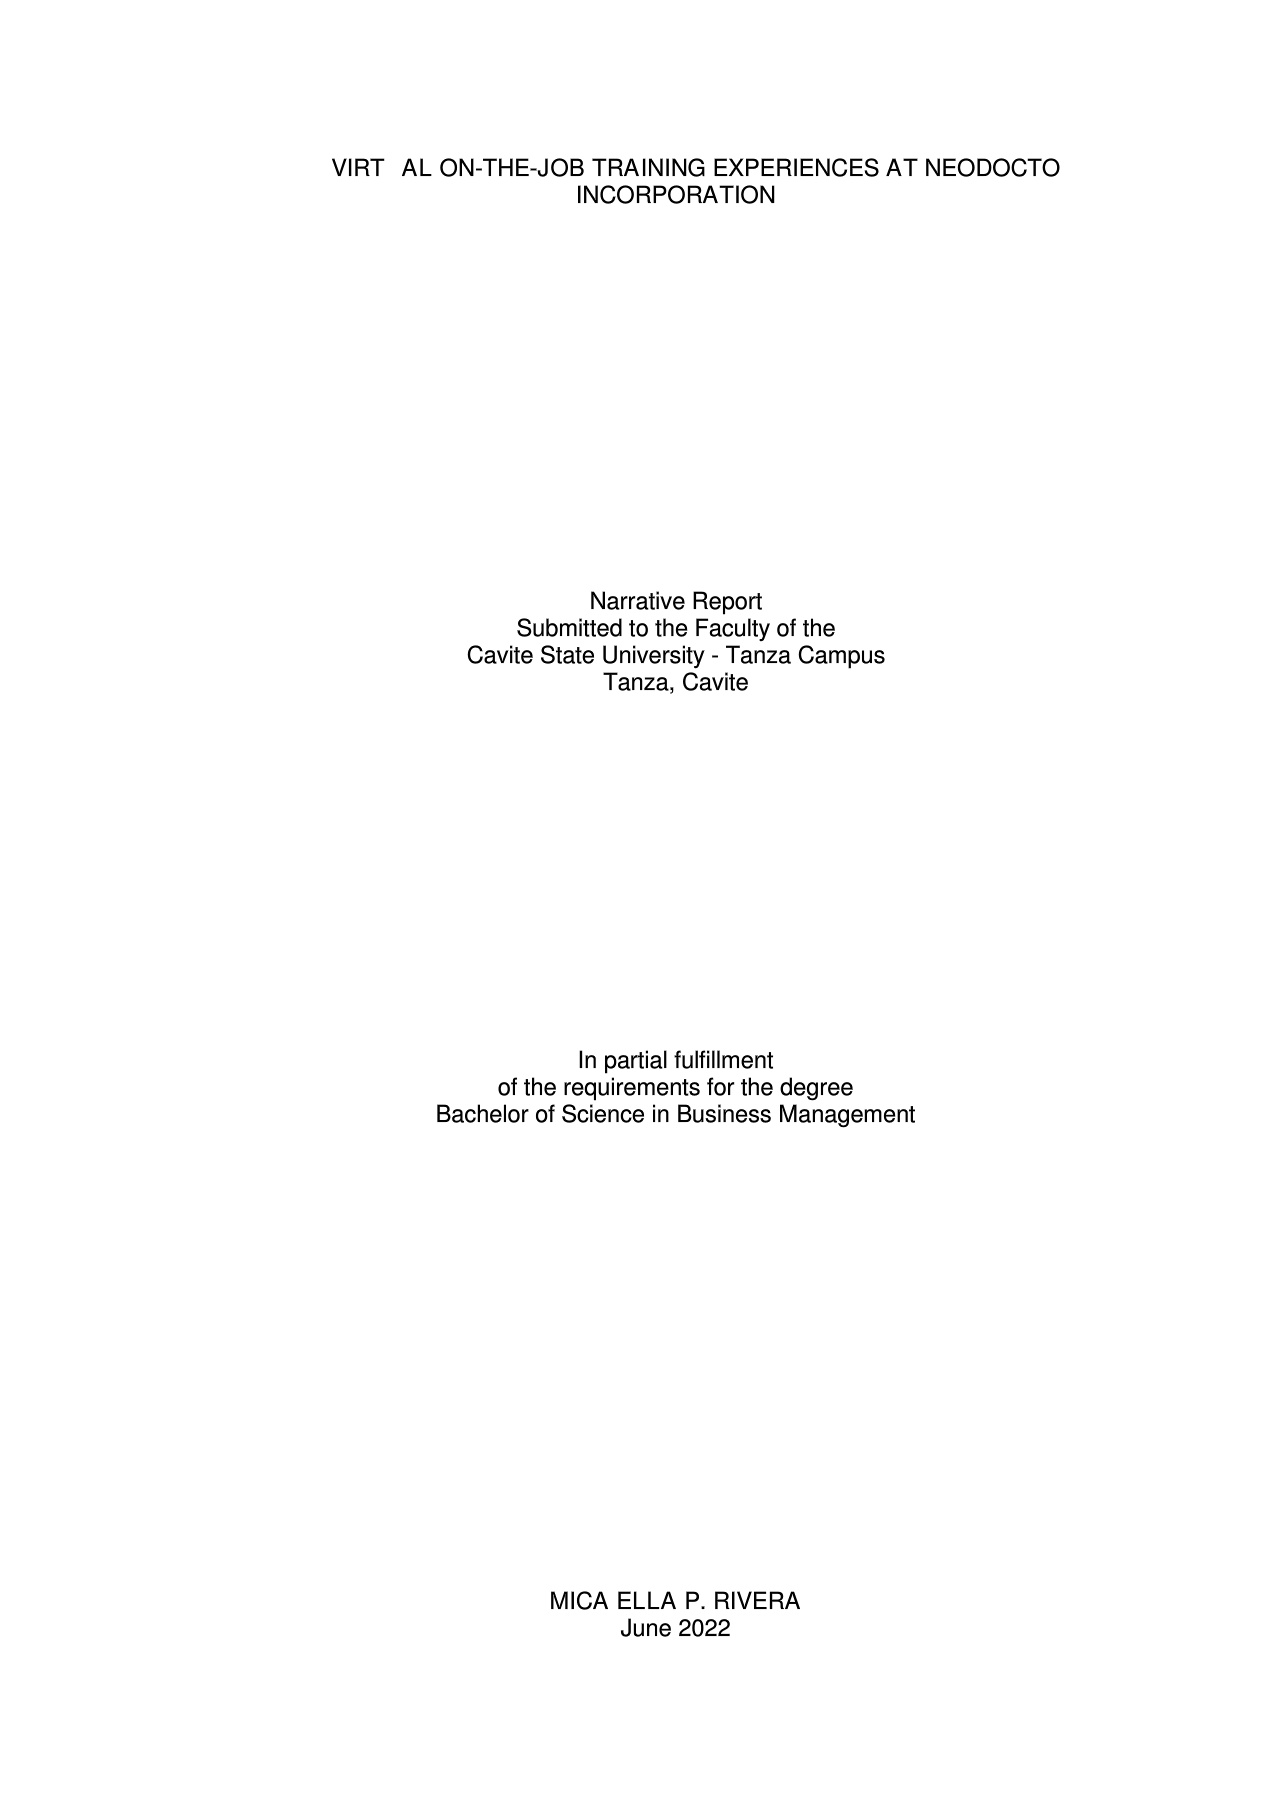 VIRT AL ON-THE-JOB TRAINING EXPERIENCES AT NEODOCTO
INCORPORATION
Narrative Report
Submitted to the Faculty of the
Cavite State University - Tanza Campus
Tanza, Cavite
In partial fulfillment
of the requirements for the degree
Bachelor of Science in Business Management
MICA ELLA P. RIVERA
June 2022